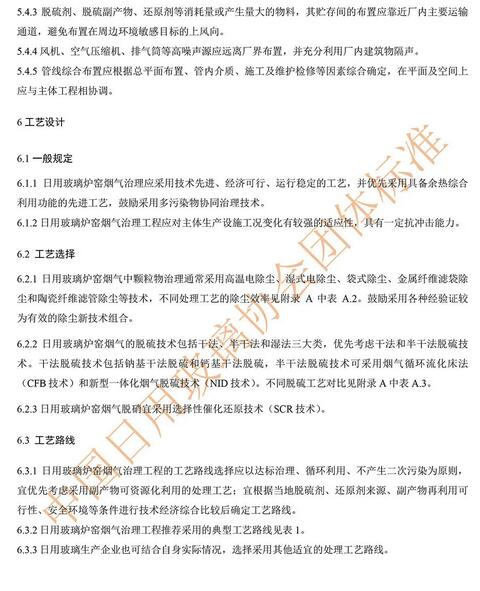 5.4.3 脱硫剂、脱硫副产物、还原剂等消耗量或产生量大的物料，其贮存间的布置应靠近厂内主要运输
通道，避免布置在周边环境敏感目标的上风向。
5.4.4 风机、空气压缩机、排气筒等高噪声源应远离厂界布置，并充分利用厂内建筑物隔声。
5.4.5 管线综合布置应根据总平面布置、管内介质、施工及维护检修等因素综合确定，在平面及空间上
应与主体工程相协调。
6 工艺设计
6.1 一般规定
6.1.1 日用玻璃炉窑烟气治理应采用技术先进、经济可行、运行稳定的工艺，并优先采用具备余热综合
利用功能的先进工艺，鼓励采用多污染物协同治理技术。
6.1.2 日用玻璃炉窑烟气治理工程应对主体生产设施工况变化有较强的适应性，具有一定抗冲击能力。
6.2 工艺选择
6.2.1 日用玻璃炉窑烟气中颗粒物治理通常采用高温电除尘、湿式电除尘、袋式除尘、金属纤维滤袋除
尘和陶瓷纤维滤管除尘等技术，不同处理工艺的除尘效率见附录 A 中表 A.2。鼓励采用各种经验证较
为有效的除尘新技术组合。
6.2.2 日用玻璃炉窑烟气的脱硫技术包括干法、半干法和湿法三大类，优先考虑干法和半干法脱硫技
术。干法脱硫技术包括钠基干法脱硫和钙基干法脱硫，半干法脱硫技术可采用烟气循环流化床法
（CFB 技术）和新型一体化烟气脱硫技术（NID 技术）。不同脱硫工艺对比见附录 A 中表 A.3。
6.2.3 日用玻璃炉窑烟气脱硝宜采用选择性催化还原技术（SCR 技术）。
6.3 工艺路线
6.3.1 日用玻璃炉窑烟气治理工程的工艺路线选择应以达标治理、循环利用、不产生二次污染为原则，
宜优先考虑采用副产物可资源化利用的处理工艺；宜根据当地脱硫剂、还原剂来源、副产物再利用可
行性、安全环境等条件进行技术经济综合比较后确定工艺路线。
6.3.2 日用玻璃炉窑烟气治理工程推荐采用的典型工艺路线见表 1。
6.3.3 日用玻璃生产企业也可结合自身实际情况，选择采用其他适宜的处理工艺路线。
中国日用玻璃协会团体标准